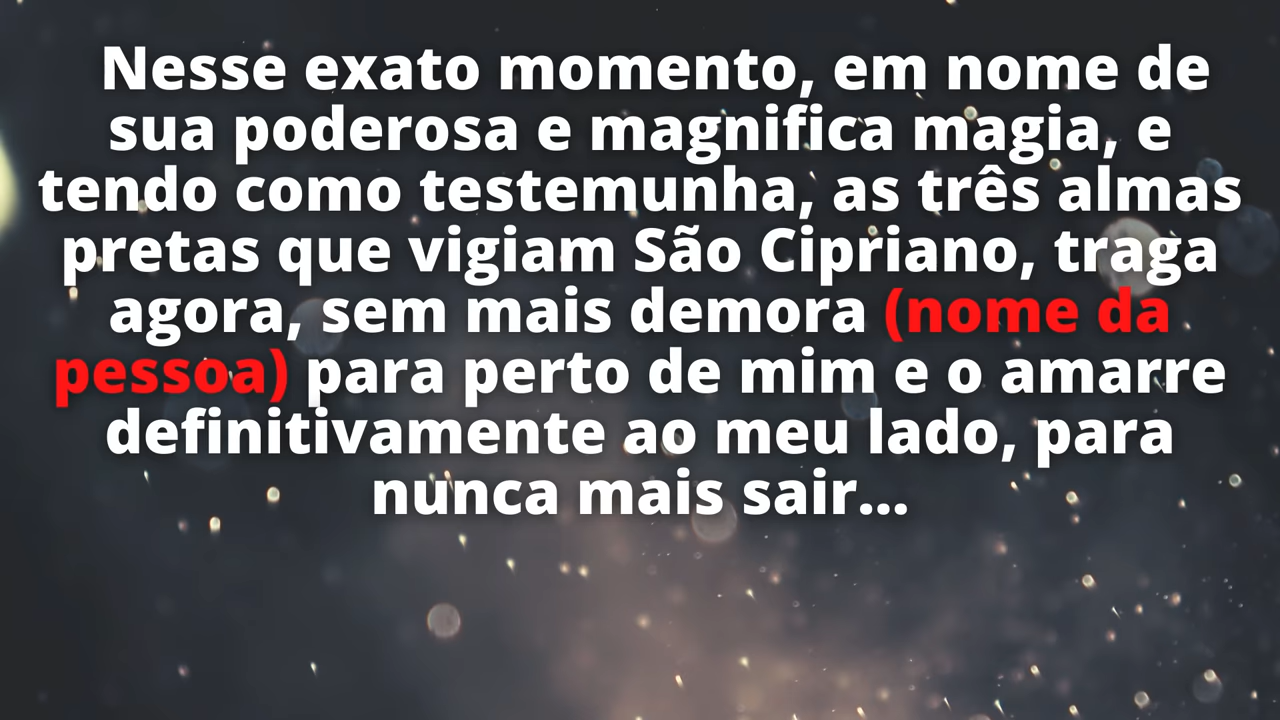 Nesse exato momento, em nome de
sua poderosa e magnifica magia, e
tendo como testemunha, as três almas
pretas que vigiam São Cipriano, traga
agora, sem mais demora (nome da
pessoa) para perto de mim e o amarre
definitivamente ao meu lado, para
nunca mais sair...